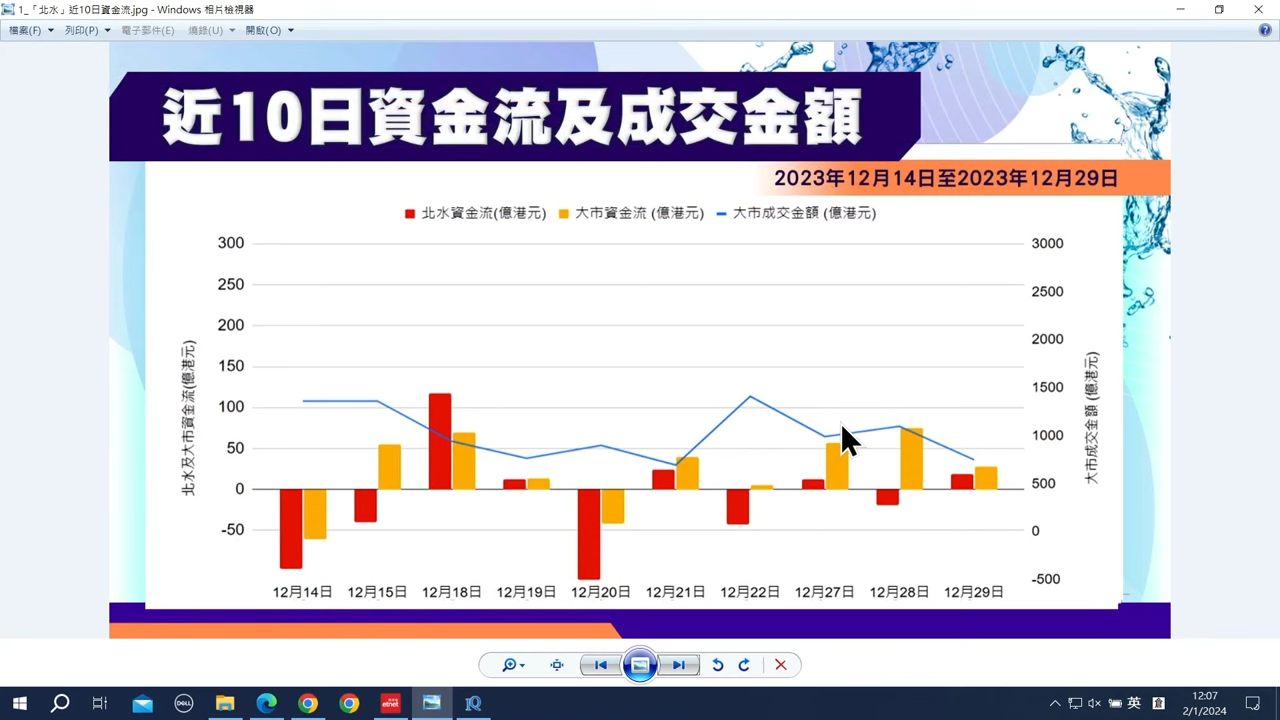 1_「北水」近10日資金流.jpg - Windows 相片檢視器
檔案(F) 列印(P) 電子郵件(E) 燒錄(U) 開啟(O)
近10日資金流及成交金額
2023年12月14日至2023年12月29日
北水資金流(億港元) 大市資金流 (億港元) 大市成交金額 (億港元)
北水及大市資金流(億港元)
300
250
200
150
100
50
0
-50
3000
2500
2000
1500
1000
500
0
-500
大市成交金額 (億港元)
12月14日 12月15日 12月18日 12月19日 12月20日 12月21日 12月22日 12月27日 12月28日 12月29日
DELL
etnet
IQ
英
倉
12:07
2/1/2024